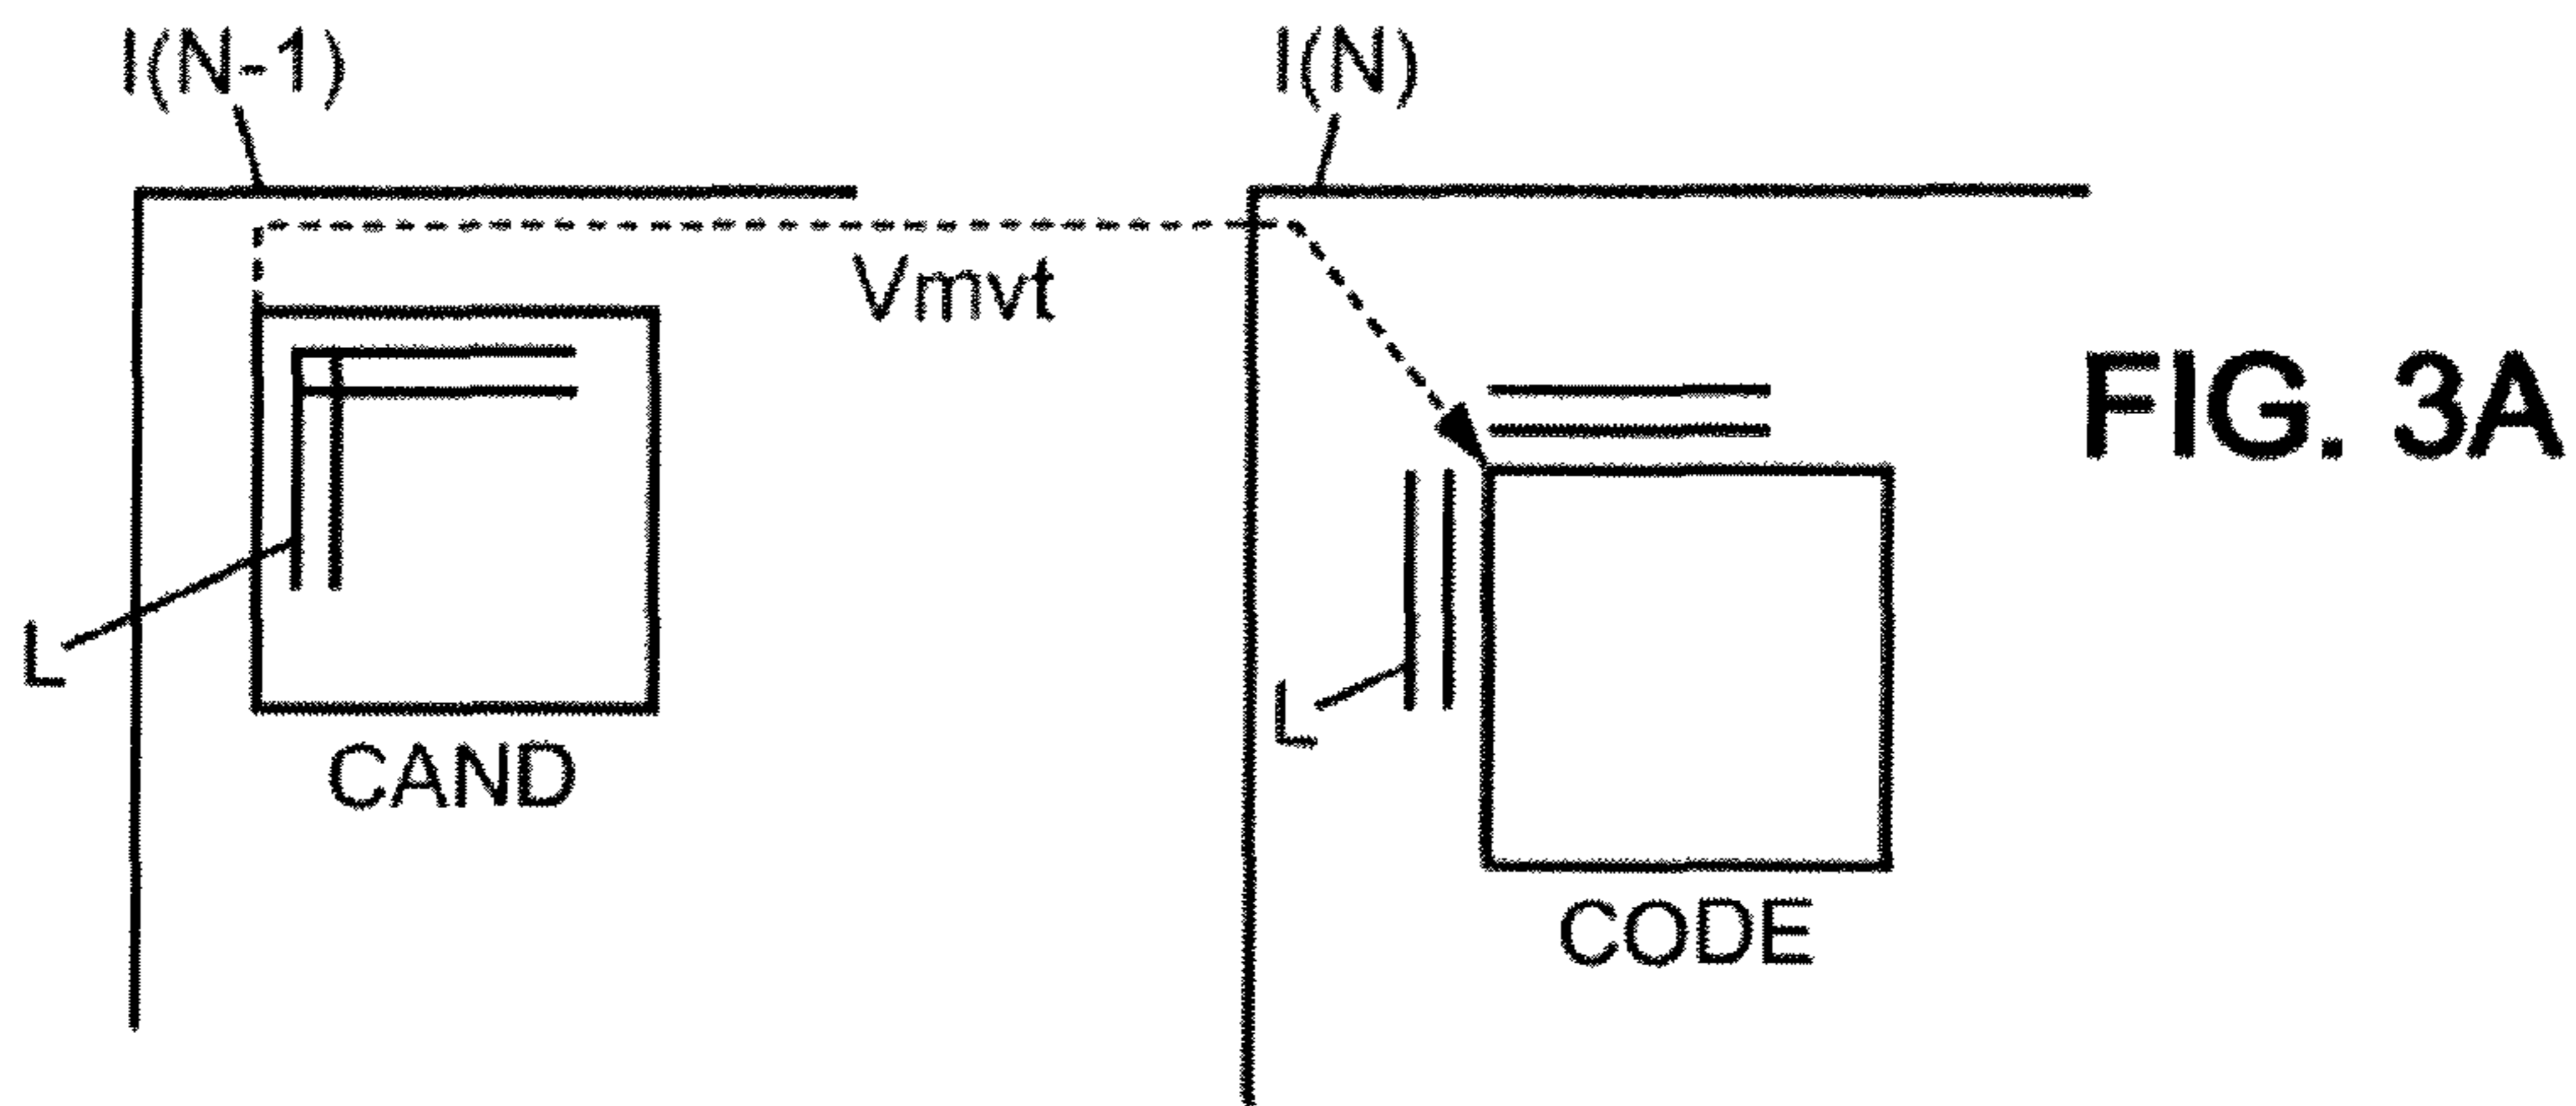 I(N-1)
I(N)
Vmvt
FIG. 3A
L
L
CAND
CODE